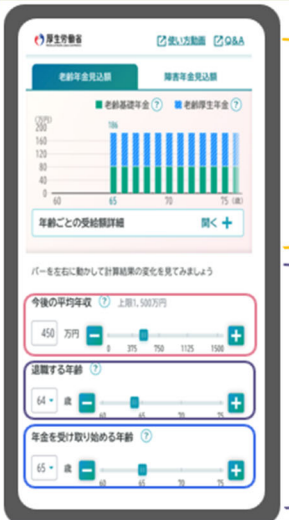 厚生労働省 使い方動画 Q&A
老齢年金見込額 障害年金見込額
老齢基礎年金 ? 老齢厚生年金 ?
(万円)
200
186
160
120
80
40
0
60 65 70 75 (歳)
年齢ごとの受給額詳細 開く +
バーを左右に動かして計算結果の変化を見てみましょう
今後の平均年収 ? 上限1,500万円
450 万円 − +
0 375 750 1125 1500
退職する年齢 ?
64 歳 − +
60 65 70 75
年金を受け取り始める年齢 ?
65 歳 − +
60 65 70 75